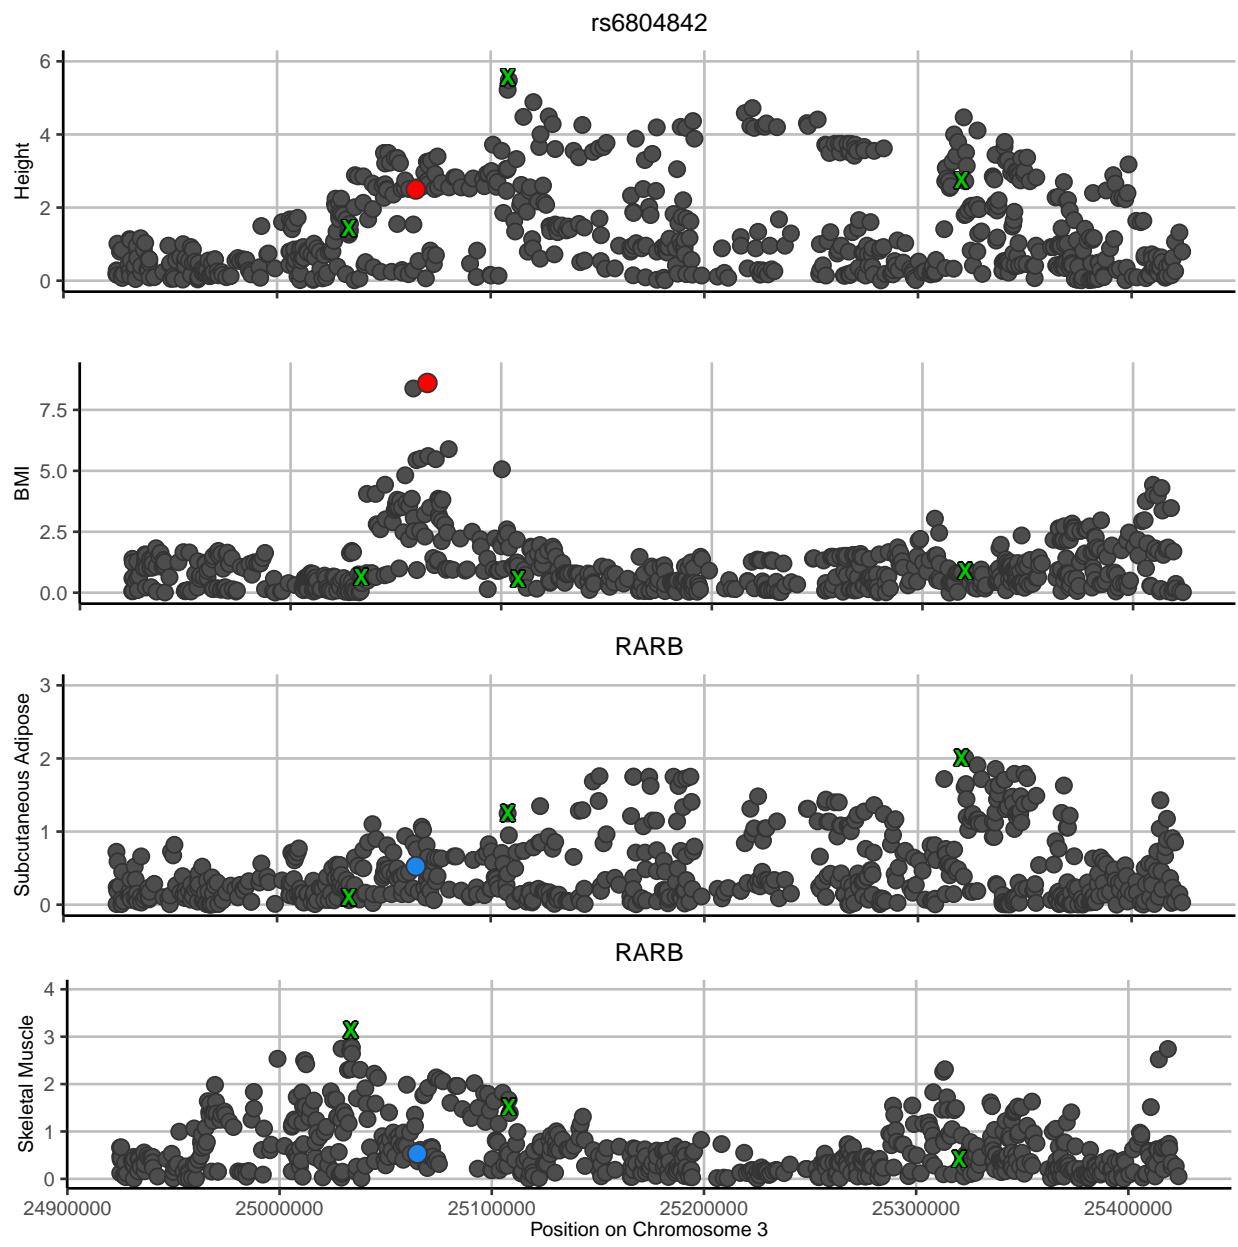 rs6804842
6
4
2
0
Height
7.5
5.0
2.5
0.0
BMI
RARB
3
2
1
0
Subcutaneous Adipose
RARB
4
3
2
1
0
Skeletal Muscle
24900000 25000000 25100000 25200000 25300000 25400000
Position on Chromosome 3